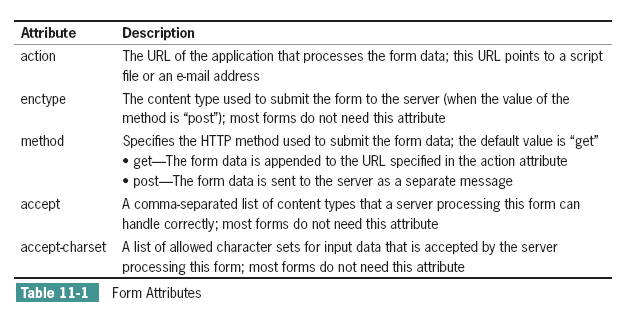 Attribute Description
action The URL of the application that processes the form data; this URL points to a script
file or an e-mail address
enctype The content type used to submit the form to the server (when the value of the
method is “post”); most forms do not need this attribute
method Specifies the HTTP method used to submit the form data; the default value is “get”
• get—The form data is appended to the URL specified in the action attribute
• post—The form data is sent to the server as a separate message
accept A comma-separated list of content types that a server processing this form can
handle correctly; most forms do not need this attribute
accept-charset A list of allowed character sets for input data that is accepted by the server
processing this form; most forms do not need this attribute
Table 11-1 Form Attributes